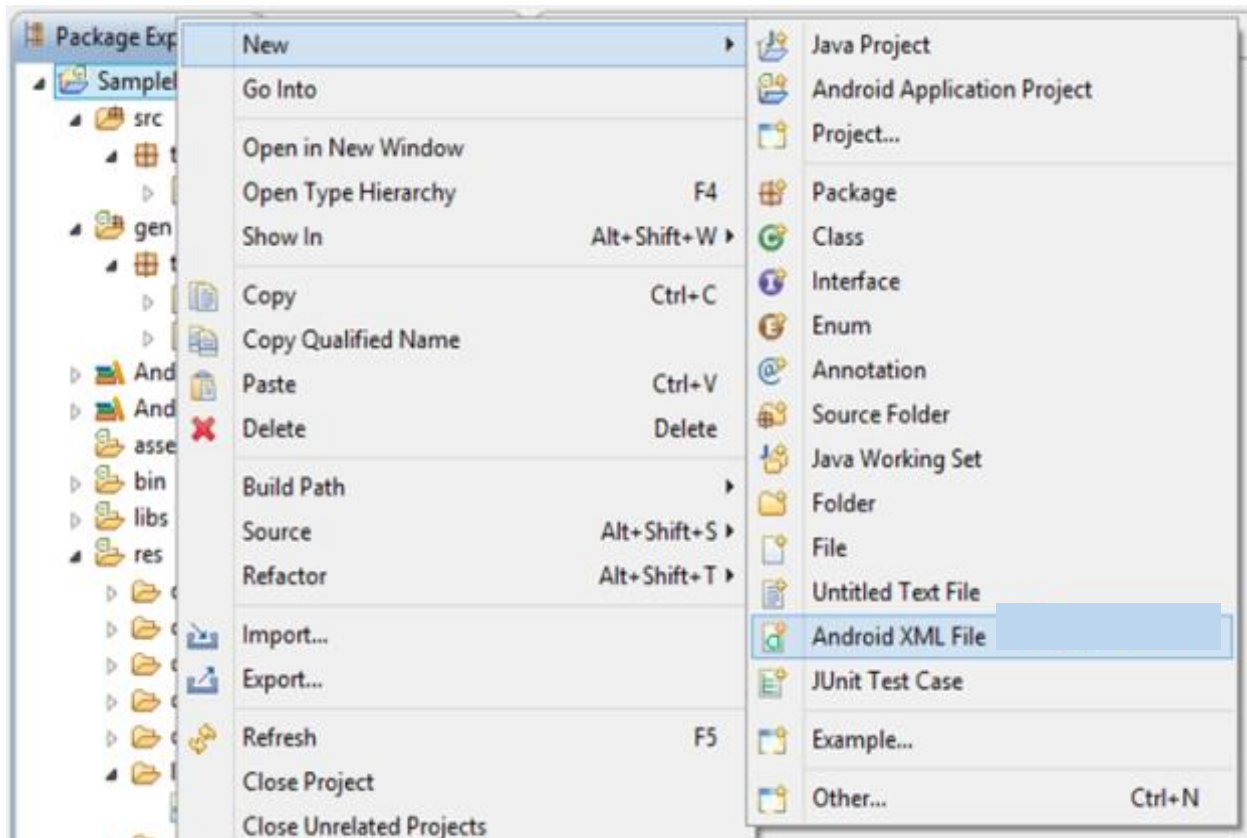 Package Exp
Sample
src
t
gen
t
And
And
asse
bin
libs
res
New
Go Into
Open in New Window
Open Type Hierarchy F4
Show In Alt+Shift+W
Copy Ctrl+C
Copy Qualified Name
Paste Ctrl+V
Delete Delete
Build Path
Source Alt+Shift+S
Refactor Alt+Shift+T
Import...
Export...
Refresh F5
Close Project
Close Unrelated Projects
Java Project
Android Application Project
Project...
Package
Class
Interface
Enum
Annotation
Source Folder
Java Working Set
Folder
File
Untitled Text File
Android XML File
JUnit Test Case
Example...
Other... Ctrl+N